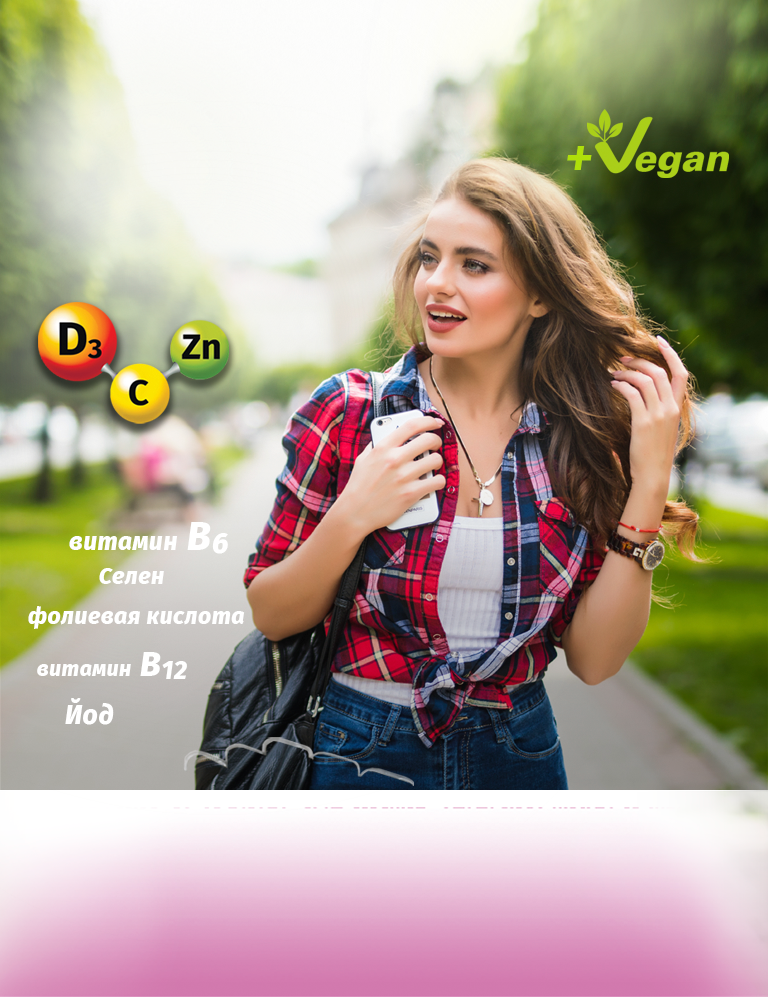 +Vegan
D3
Zn
C
витамин B6
Селен
фолиевая кислота
витамин B12
Йод